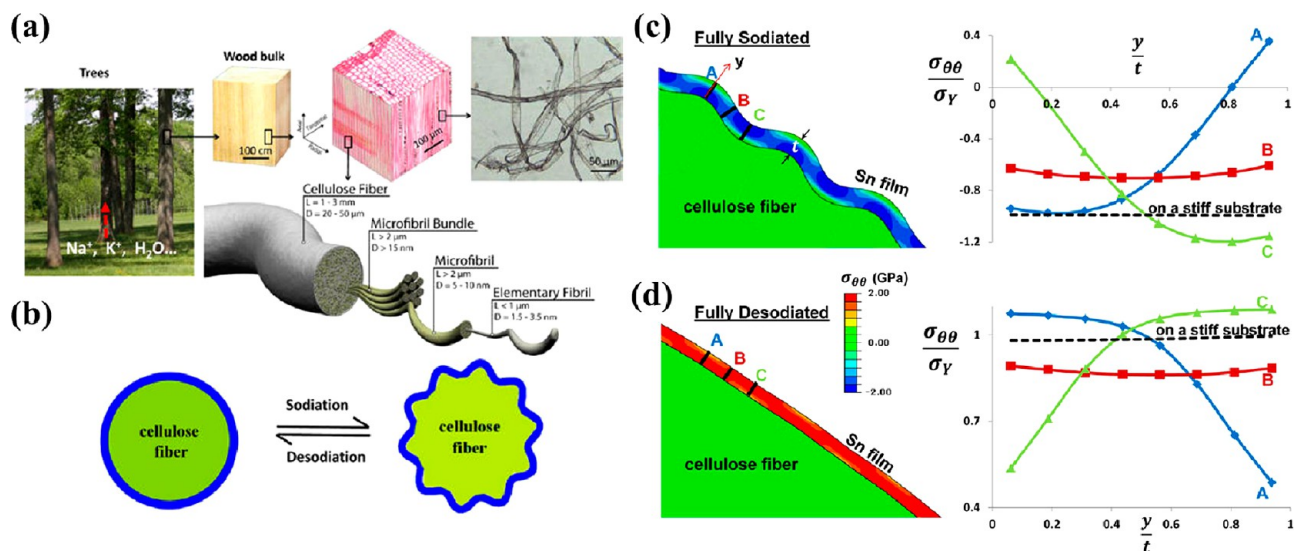 (a)
Trees
Wood bulk
100 cm
Axial
Tangential
Radial
100 μm
50 μm
Na⁺, K⁺, H₂O...
Cellulose Fiber
L = 1 - 3 mm
D = 20 - 50 μm
Microfibril Bundle
L > 2 μm
D > 15 nm
Microfibril
L > 2 μm
D = 5 - 10 nm
Elementary Fibril
L < 1 μm
D = 1.5 - 3.5 nm
(b)
cellulose
fiber
Sodiation
Desodiation
cellulose
fiber
(c)
Fully Sodiated
A
y
B
C
t
Sn film
cellulose fiber
σθθ
σY
0.4
0
-0.4
-0.8
-1.2
y
t
0.2 0.4 0.6 0.8 1
A
B
on a stiff substrate
C
(d)
Fully Desodiated
σθθ (GPa)
2.00
0.00
-2.00
A
B
C
Sn film
cellulose fiber
σθθ
σY
1
0.7
0.4
C
on a stiff substrate
B
A
0 0.2 0.4 0.6 0.8 1
y
t